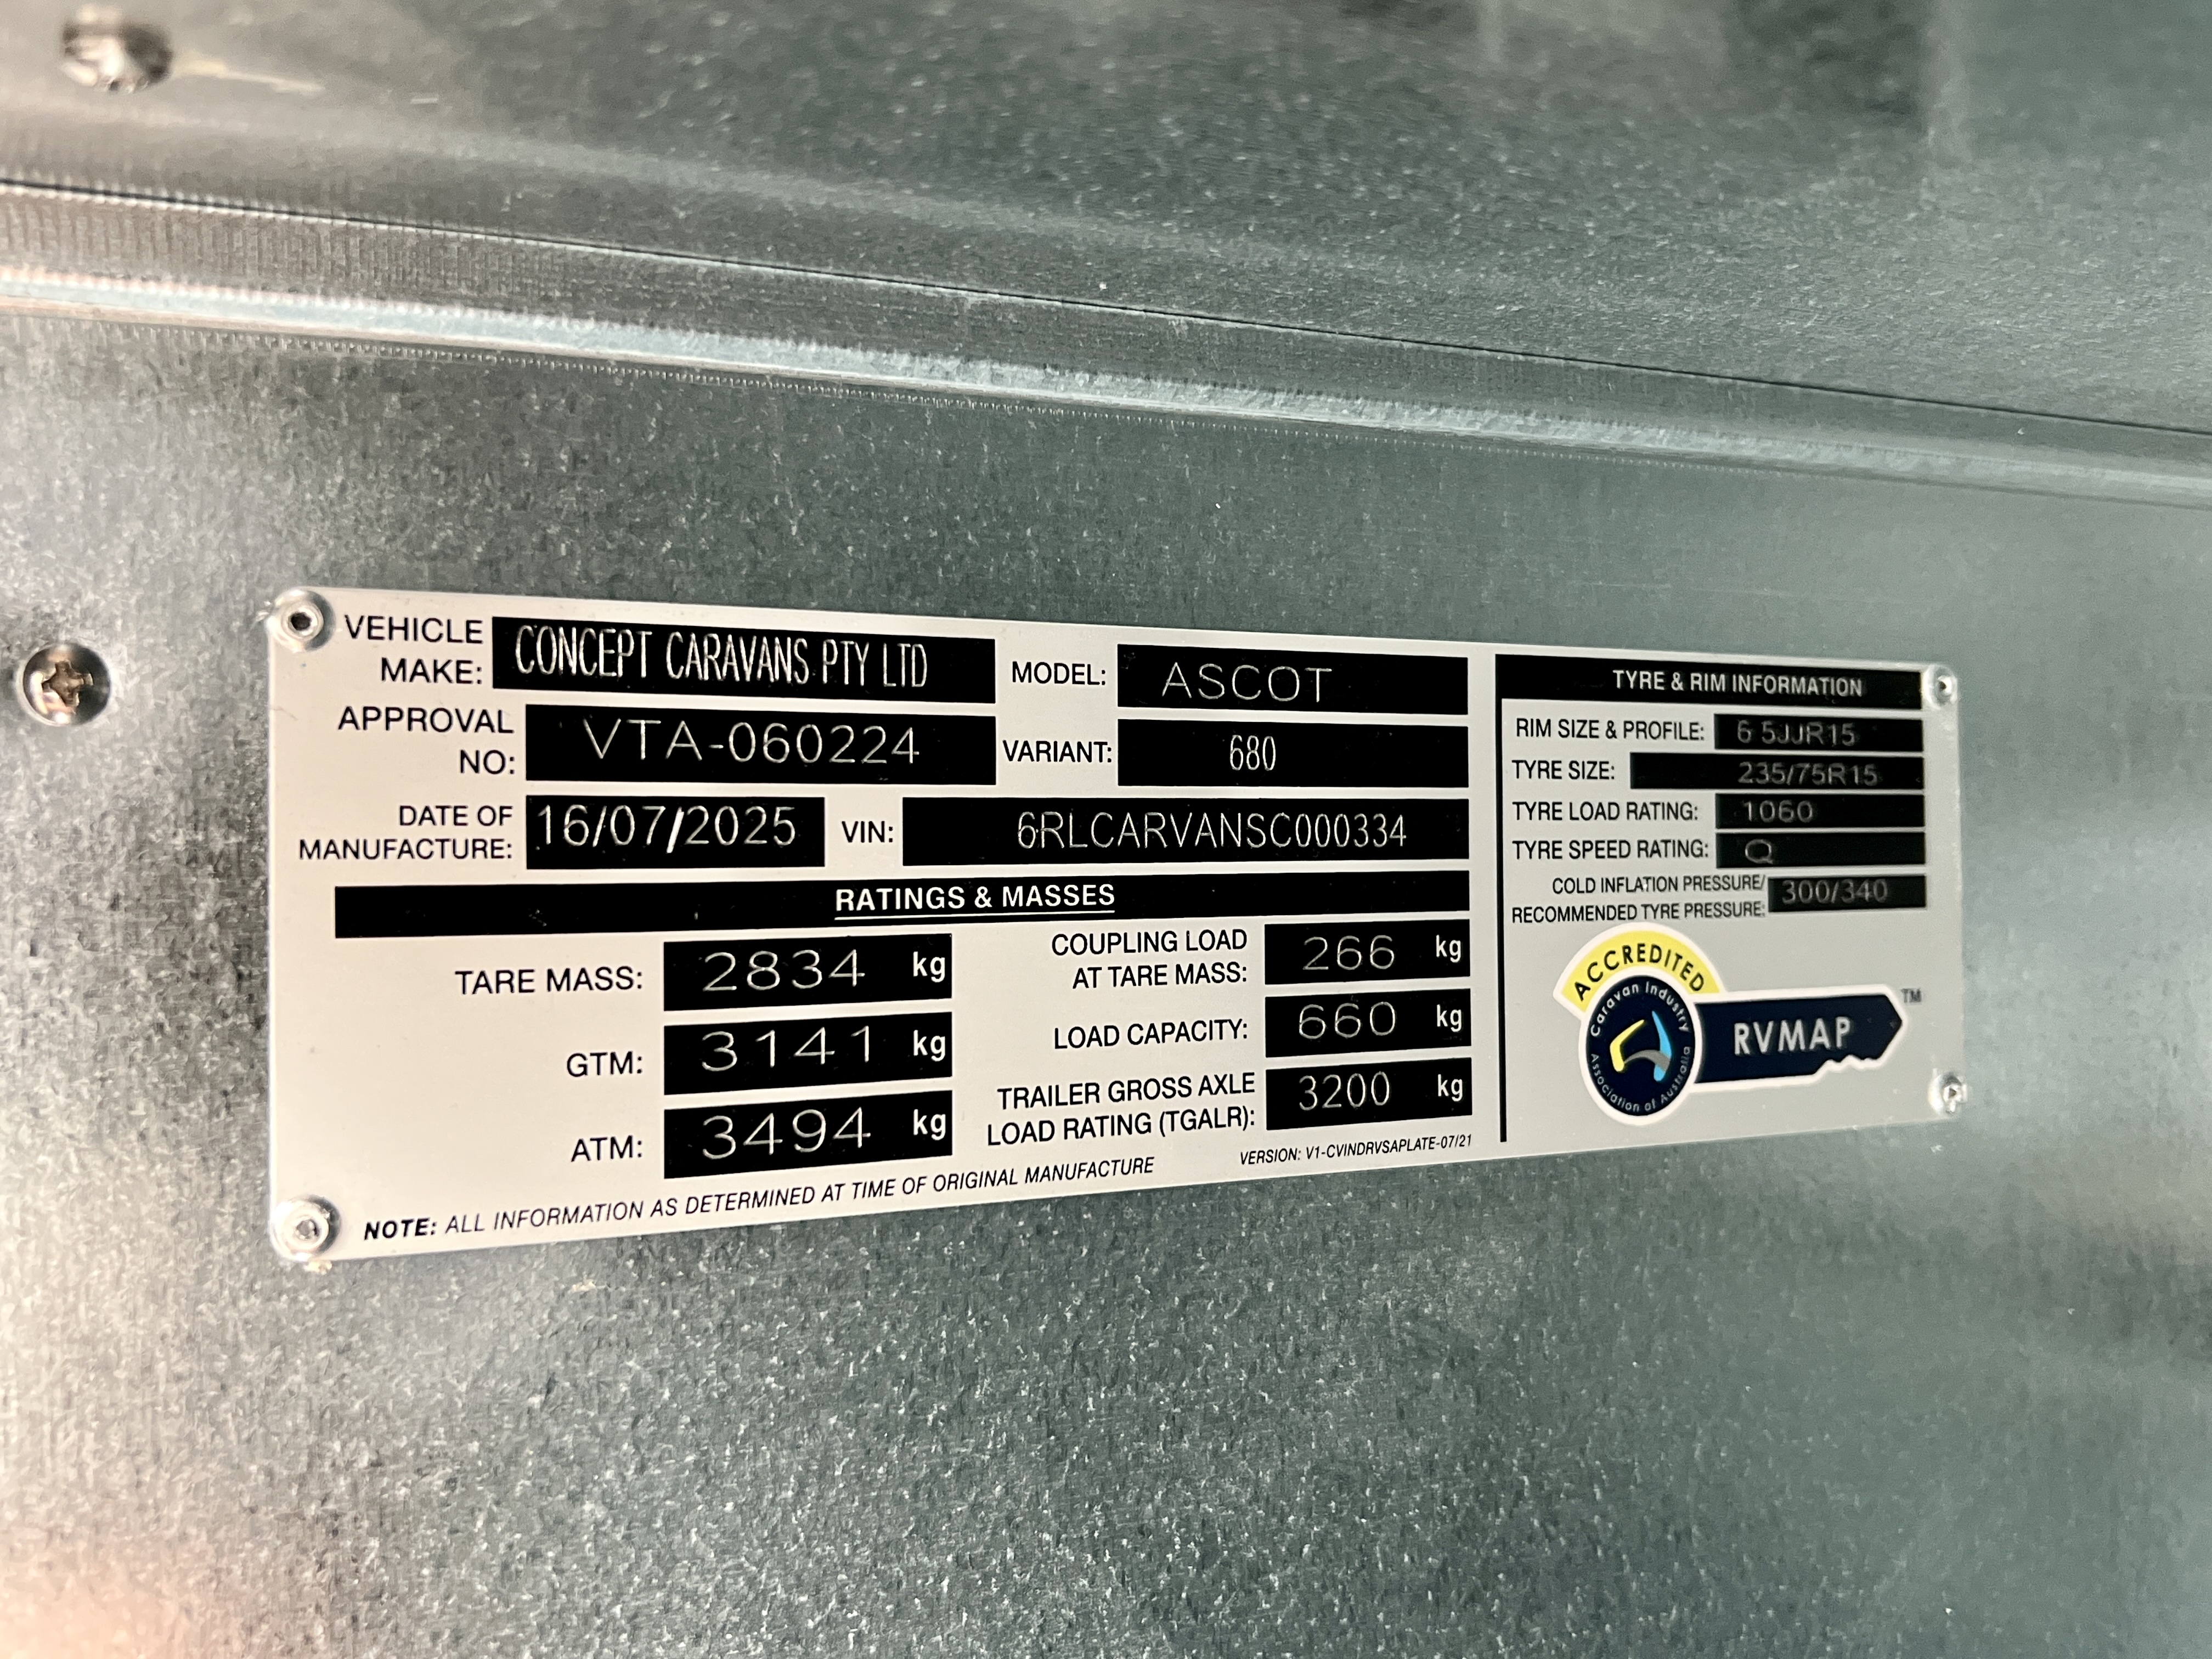 VEHICLE MAKE: CONCEPT CARAVANS PTY LTD
MODEL: ASCOT
APPROVAL NO: VTA-060224
VARIANT: 680
DATE OF MANUFACTURE: 16/07/2025
VIN: 6RLCARVANSC000334
RATINGS & MASSES
TARE MASS: 2834 kg
COUPLING LOAD AT TARE MASS: 266 kg
GTM: 3141 kg
LOAD CAPACITY: 660 kg
ATM: 3494 kg
TRAILER GROSS AXLE LOAD RATING (TGALR): 3200 kg
NOTE: ALL INFORMATION AS DETERMINED AT TIME OF ORIGINAL MANUFACTURE
VERSION: V1-CVINDRVSAPLATE-07/21
TYRE & RIM INFORMATION
RIM SIZE & PROFILE: 6 5JJR15
TYRE SIZE: 235/75R15
TYRE LOAD RATING: 1060
TYRE SPEED RATING: Q
COLD INFLATION PRESSURE/ RECOMMENDED TYRE PRESSURE: 300/340
ACCREDITED
Caravan Industry Association of Australia
RVMAP ™